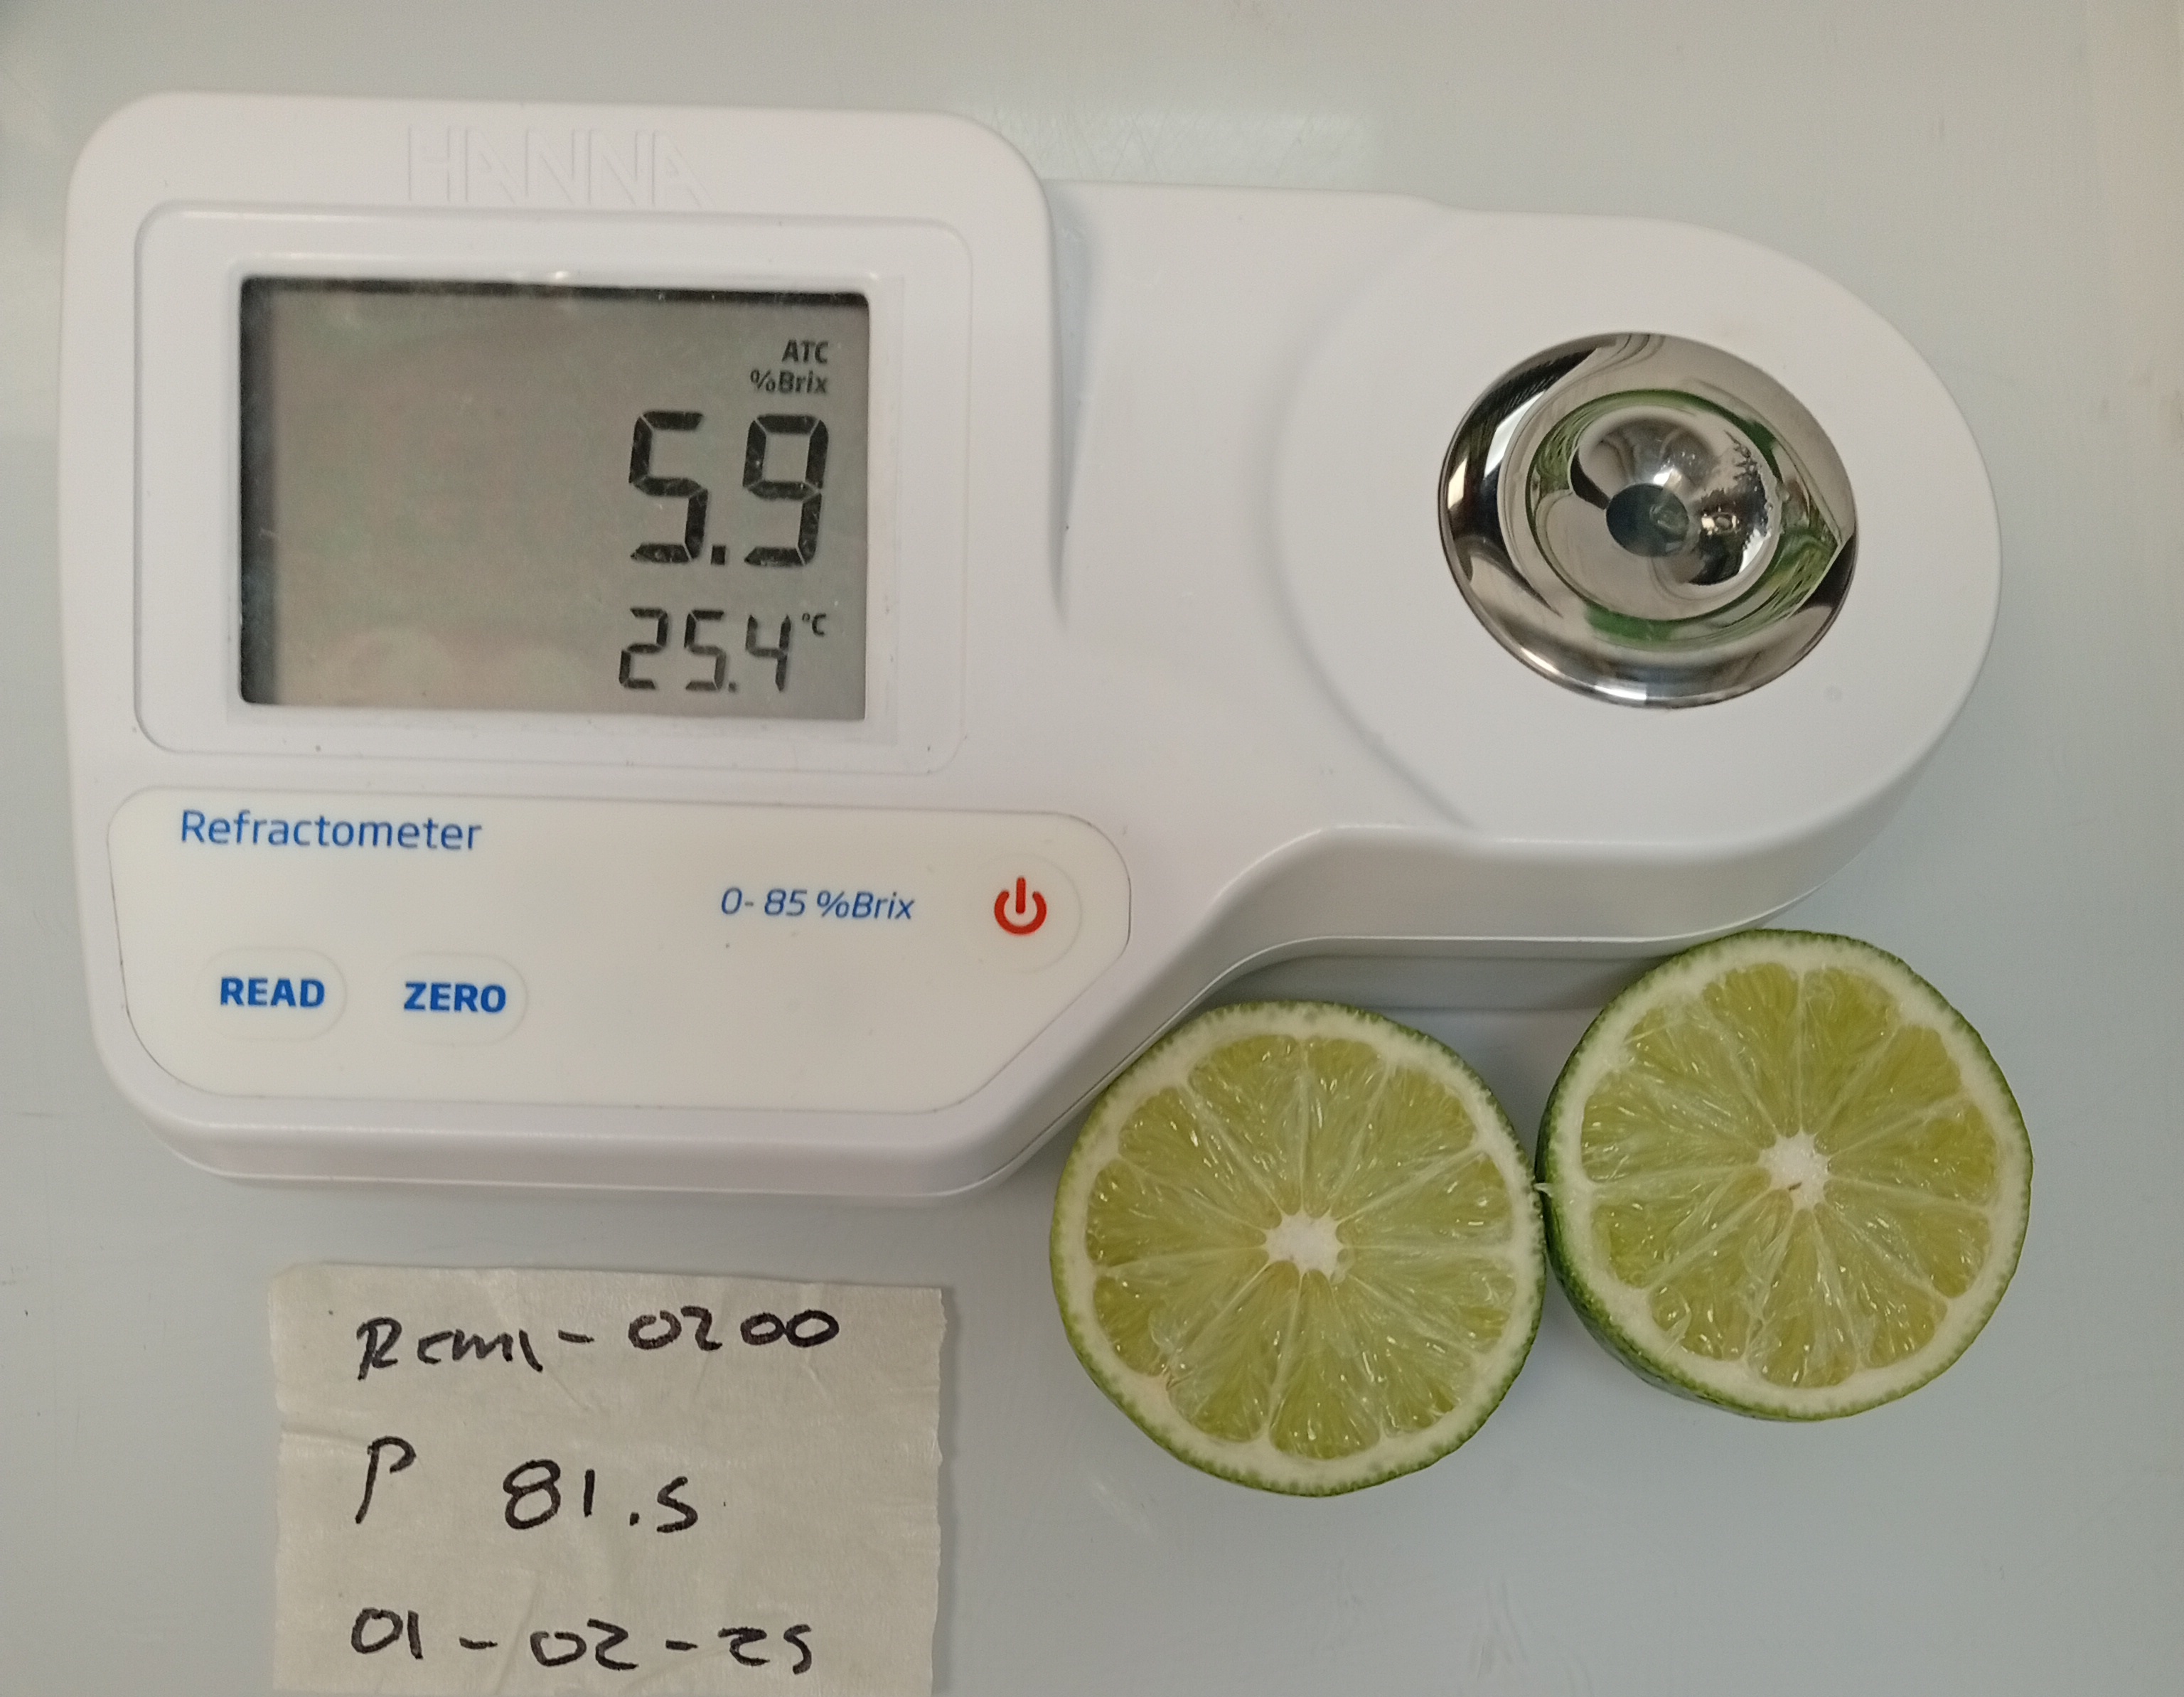 HANNA
ATC
%Brix
5.9
25.4 °C
Refractometer
0-85 %Brix
READ
ZERO
Rcml-0200
P 81.5
01-02-25